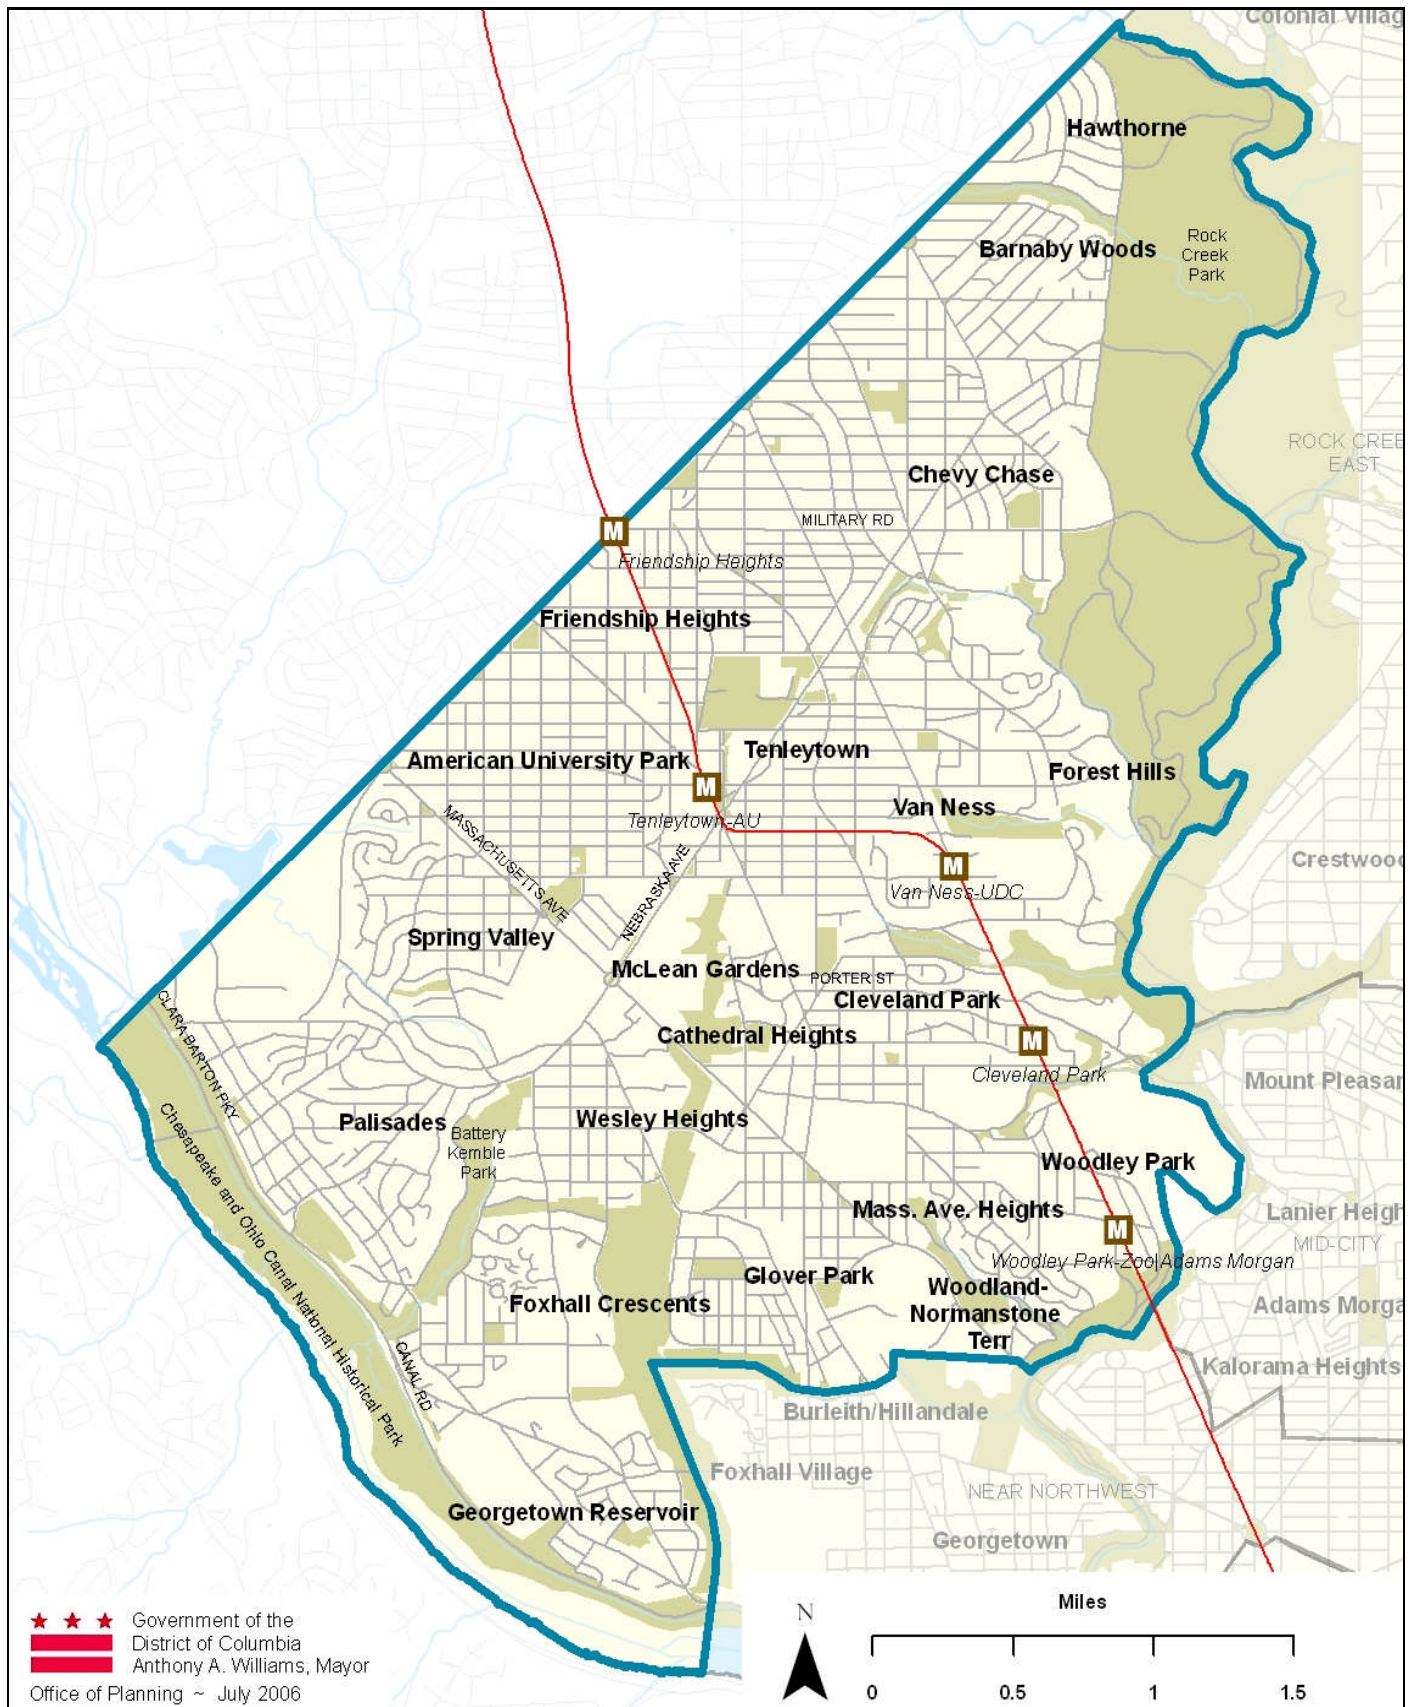 Colonial Villag
Hawthorne
Barnaby Woods
Rock
Creek
Park
ROCK CREE
EAST
Chevy Chase
MILITARY RD
M
Friendship Heights
Friendship Heights
Tenleytown
American University Park
Forest Hills
M
Van Ness
Tenleytown-AU
MASSACHUSETTS AVE
NEBRASKA AVE
M
Van Ness-UDC
Crestwood
Spring Valley
McLean Gardens
PORTER ST
Cleveland Park
CLARA BARTON PKY
Cathedral Heights
M
Cleveland Park
Mount Pleasan
Palisades
Battery
Kemble
Park
Wesley Heights
Chesapeake and Ohio Canal National Historical Park
Woodley Park
Mass. Ave. Heights
Lanier Heigh
M
MID-CITY
Woodley Park-Zoo|Adams Morgan
Glover Park
Woodland-
Normanstone
Terr
Foxhall Crescents
Adams Morga
CANAL RD
Kalorama Heights
Burleith/Hillandale
Foxhall Village
NEAR NORTHWEST
Georgetown Reservoir
Georgetown
Government of the
District of Columbia
Anthony A. Williams, Mayor
Office of Planning ~ July 2006
N
Miles
0 0.5 1 1.5